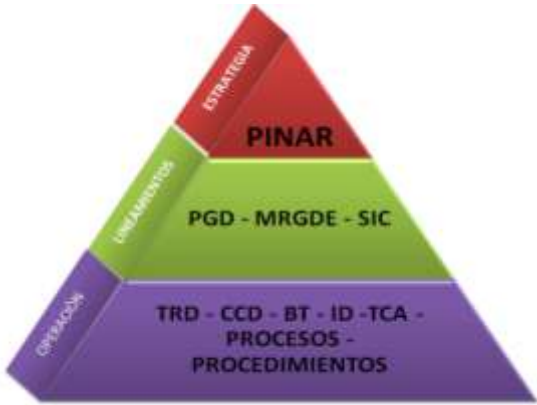 ESTRATEGIA
PINAR
LINEAMIENTOS
PGD - MRGDE - SIC
OPERACIÓN
TRD - CCD - BT - ID -TCA -
PROCESOS -
PROCEDIMIENTOS